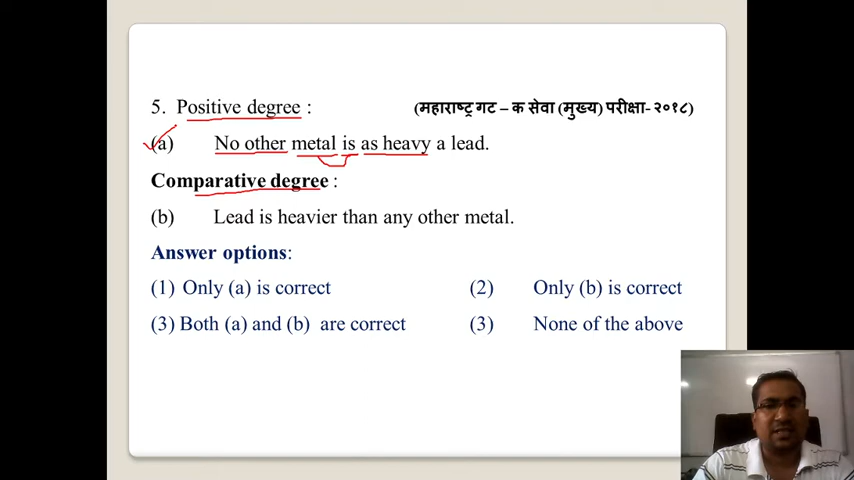 5. Positive degree : (महाराष्ट्र गट – क सेवा (मुख्य) परीक्षा- २०१८)
(a) No other metal is as heavy a lead.
Comparative degree :
(b) Lead is heavier than any other metal.
Answer options:
(1) Only (a) is correct (2) Only (b) is correct
(3) Both (a) and (b) are correct (3) None of the above